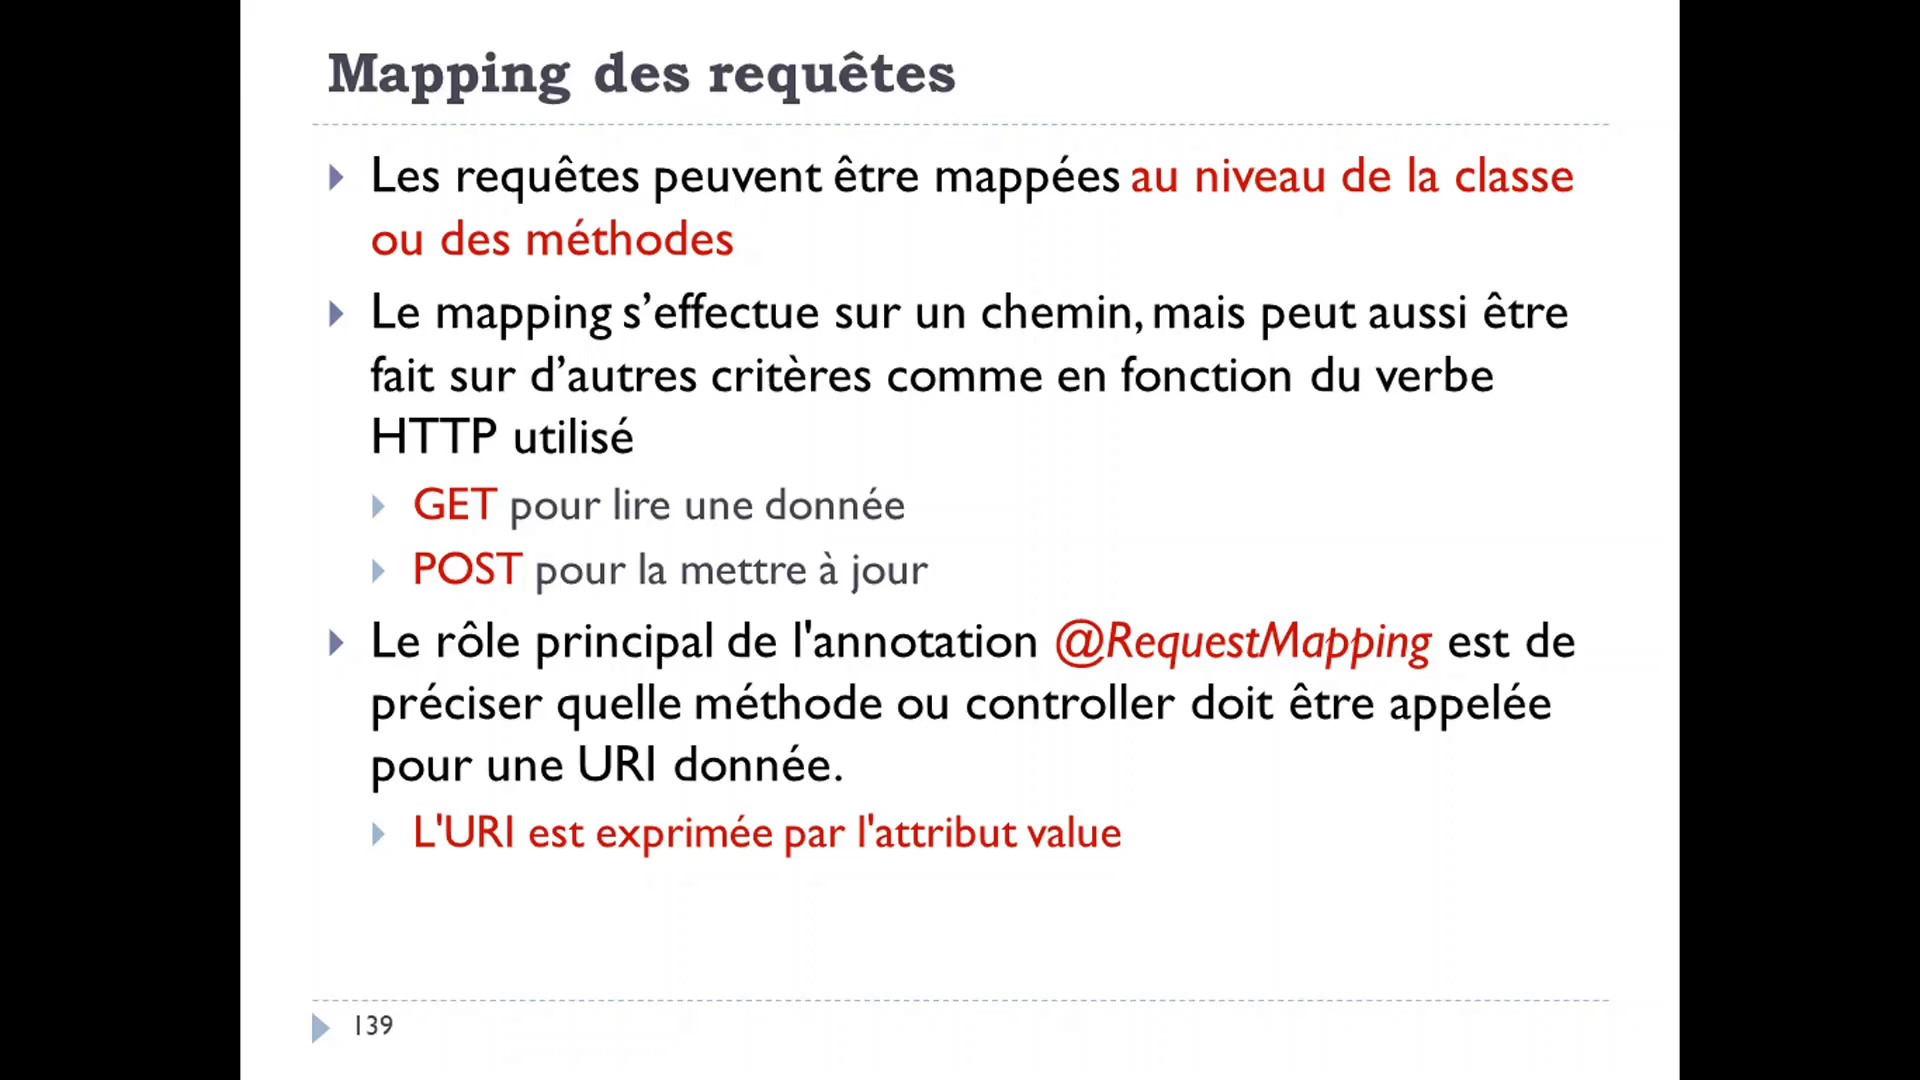 Mapping des requêtes
Les requêtes peuvent être mappées au niveau de la classe
ou des méthodes
Le mapping s’effectue sur un chemin, mais peut aussi être
fait sur d’autres critères comme en fonction du verbe
HTTP utilisé
GET pour lire une donnée
POST pour la mettre à jour
Le rôle principal de l'annotation @RequestMapping est de
préciser quelle méthode ou controller doit être appelée
pour une URI donnée.
L'URI est exprimée par l'attribut value
139